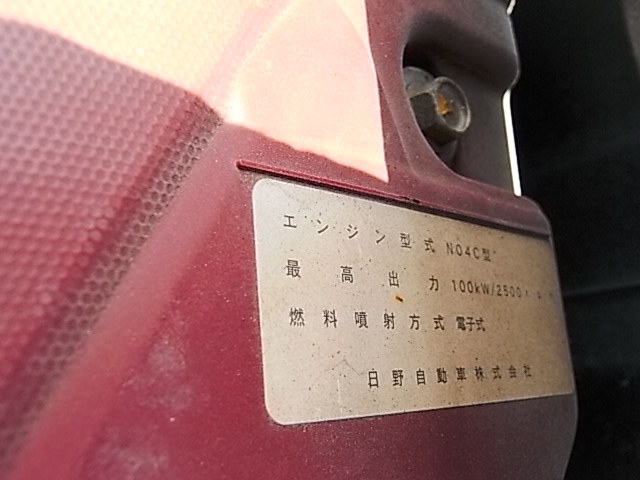 エンジン型式 N04C型
最高出力 100kW/2500r.p.m
燃料噴射方式 電子式
日野自動車株式会社